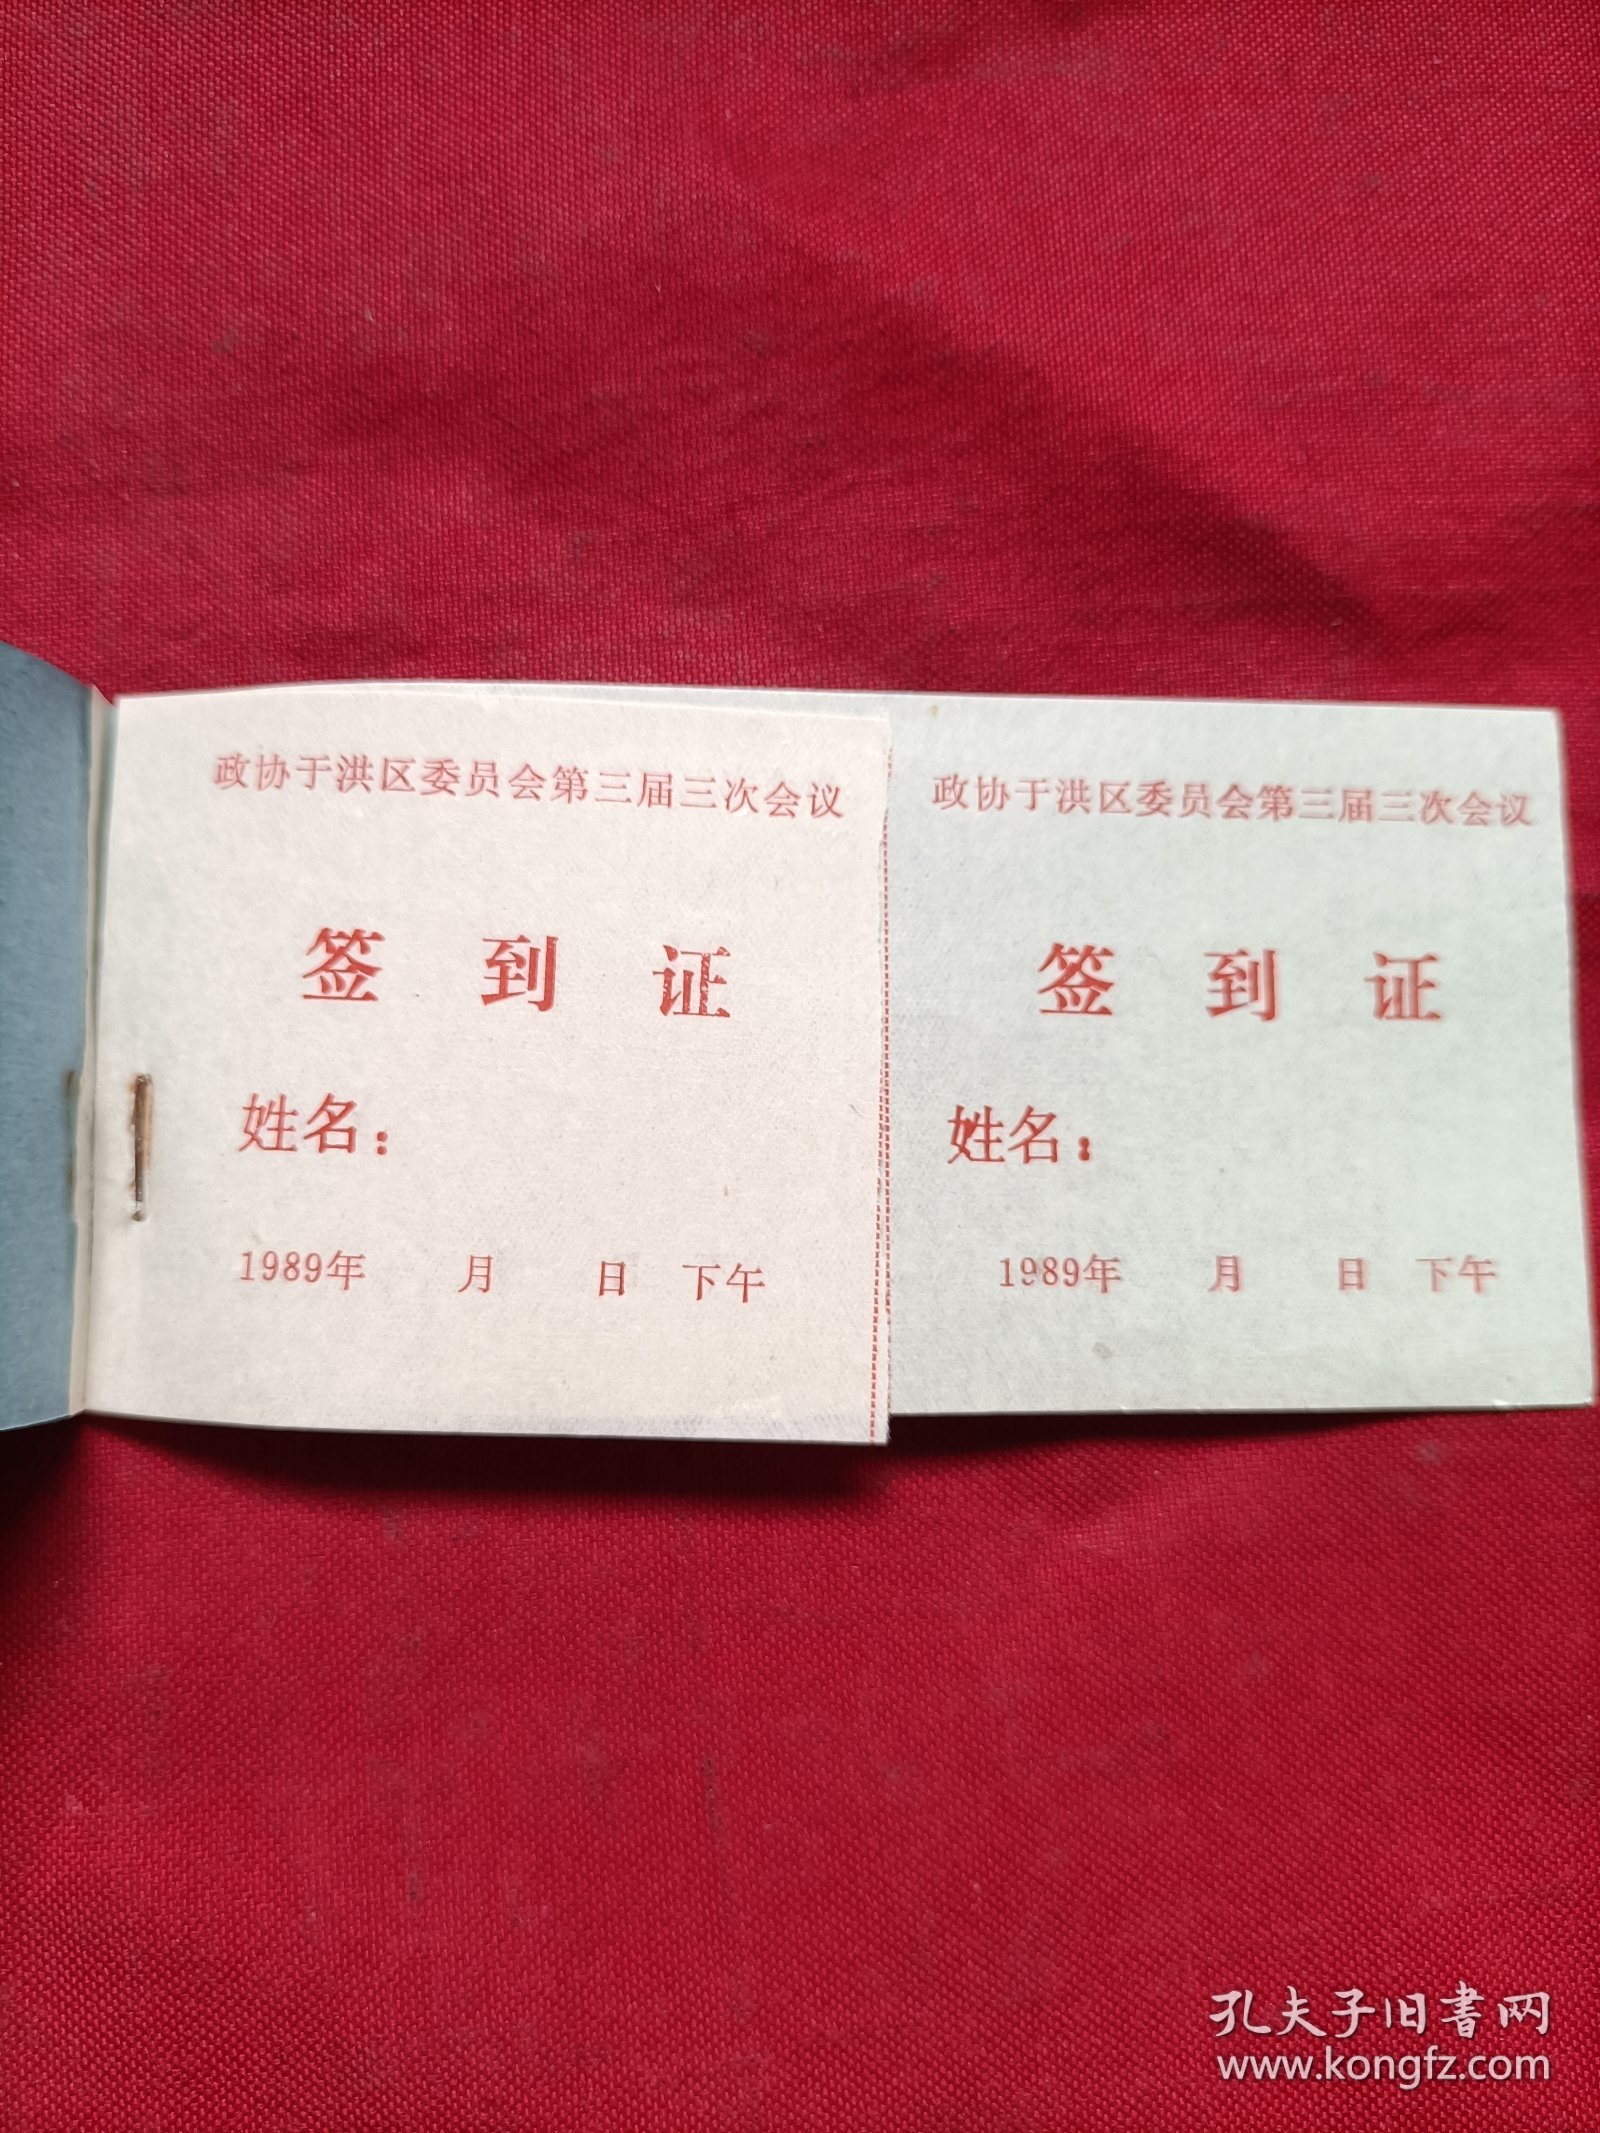 政协于洪区委员会第三届三次会议
签到证
姓名：
1989年 月 日 下午
政协于洪区委员会第三届三次会议
签到证
姓名：
1989年 月 日 下午
孔夫子旧書网
www.kongfz.com